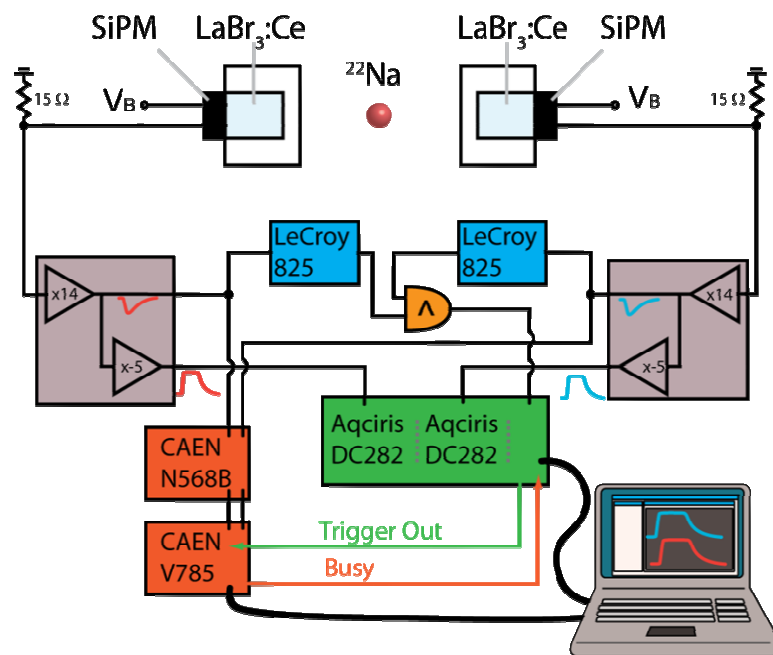 SiPM LaBr₃:Ce
LaBr₃:Ce SiPM
²²Na
15 Ω
VB
VB
15 Ω
LeCroy
825
LeCroy
825
x14
x-5
Λ
x14
x-5
Aqciris
DC282
Aqciris
DC282
CAEN
N568B
CAEN
V785
Trigger Out
Busy